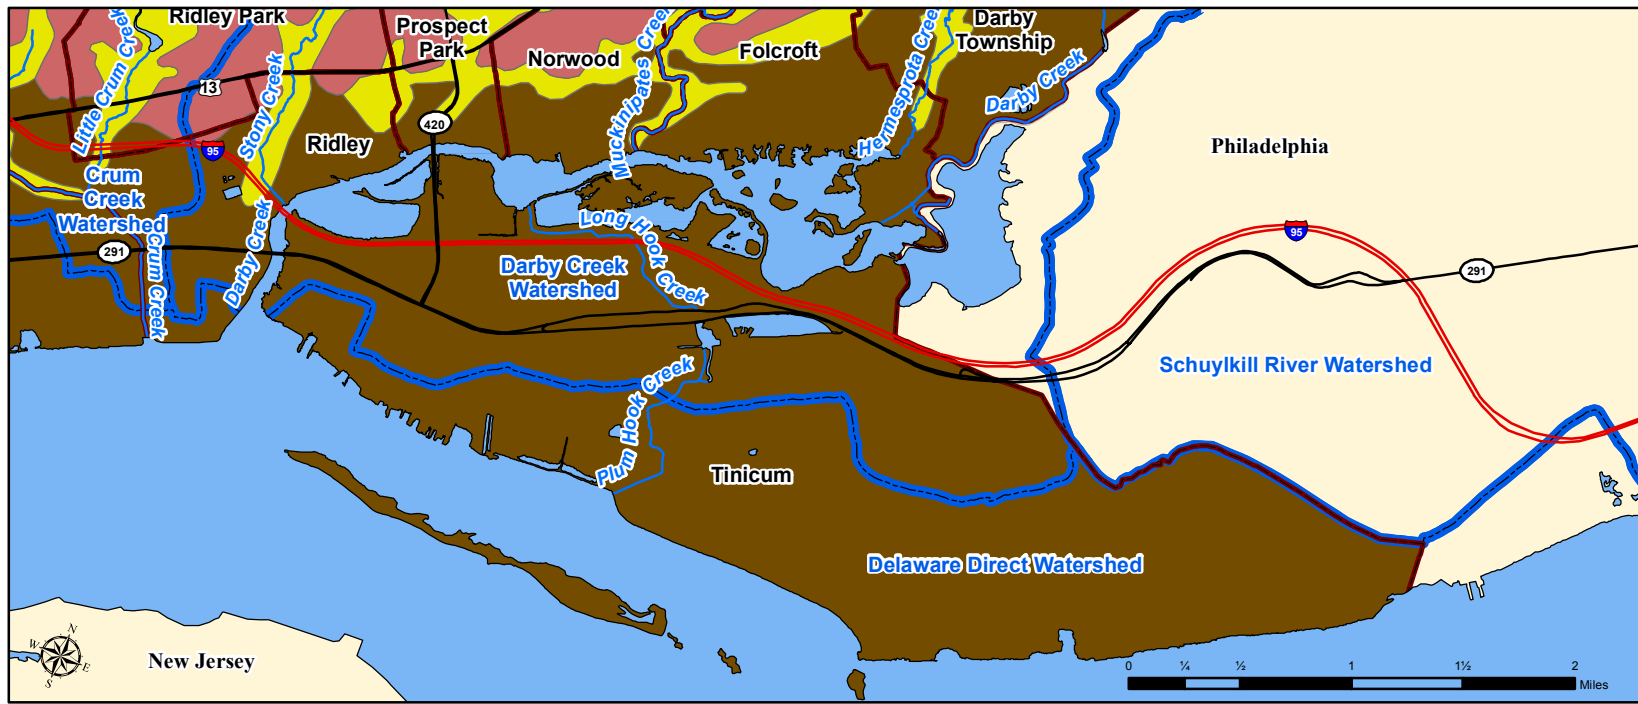 Ridley Park
Prospect
Park
Norwood
Folcroft
Darby
Township
Little Crum Creek
Stony Creek
Muckinipates Creek
Hermesprota Creek
Darby Creek
13
420
95
Ridley
Philadelphia
Crum
Creek
Watershed
291
Crum Creek
Darby Creek
Long Hook Creek
Darby Creek
Watershed
95
291
Schuylkill River Watershed
Plum Hook Creek
Tinicum
Delaware Direct Watershed
New Jersey
N
W
E
S
0 ¼ ½ 1 1½ 2
Miles